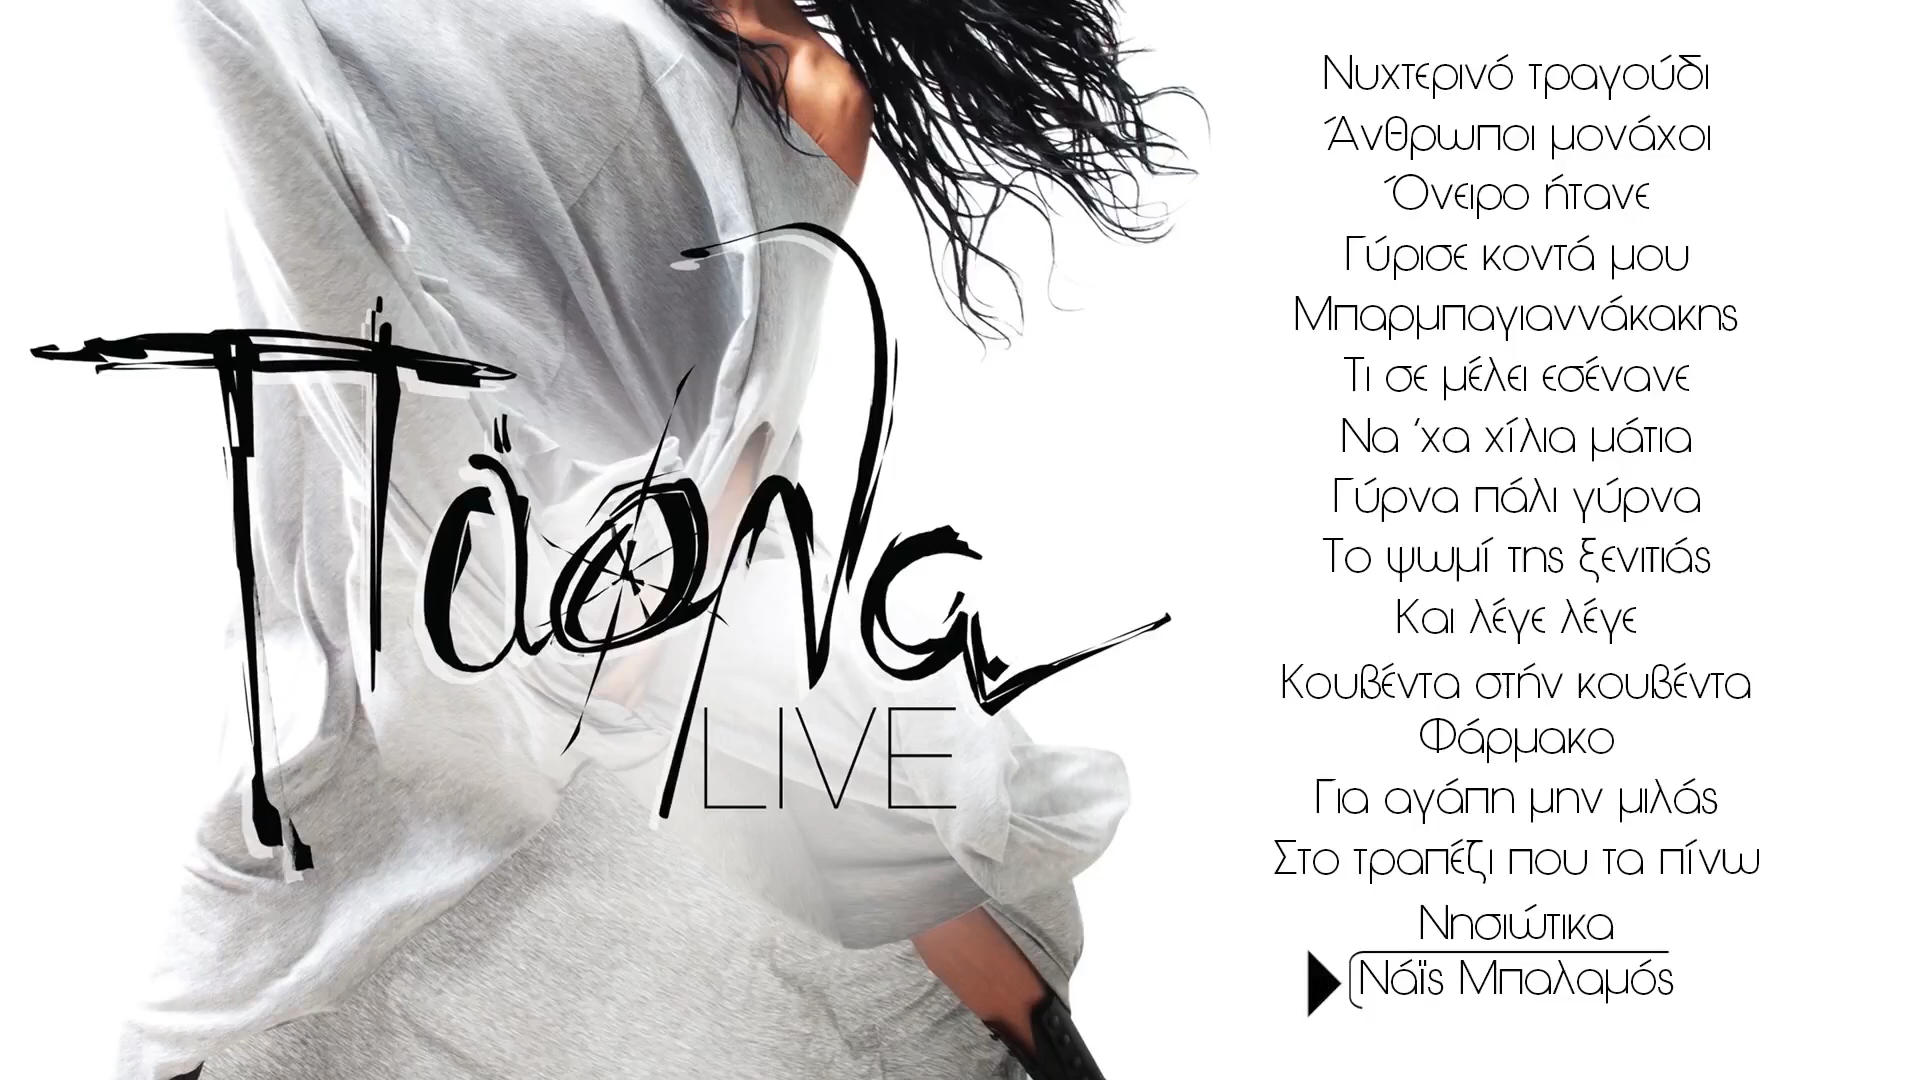 Πάολα
LIVE
Νυχτερινό τραγούδι
Άνθρωποι μονάχοι
Όνειρο ήτανε
Γύρισε κοντά μου
Μπαρμπαγιαννάκακης
Τι σε μέλει εσένανε
Να ‘χα χίλια μάτια
Γύρνα πάλι γύρνα
Το ψωμί της ξενιτιάς
Και λέγε λέγε
Κουβέντα στήν κουβέντα
Φάρμακο
Για αγάπη μην μιλάς
Στο τραπέζι που τα πίνω
Νησιώτικα
Νάϊς Μπαλαμός